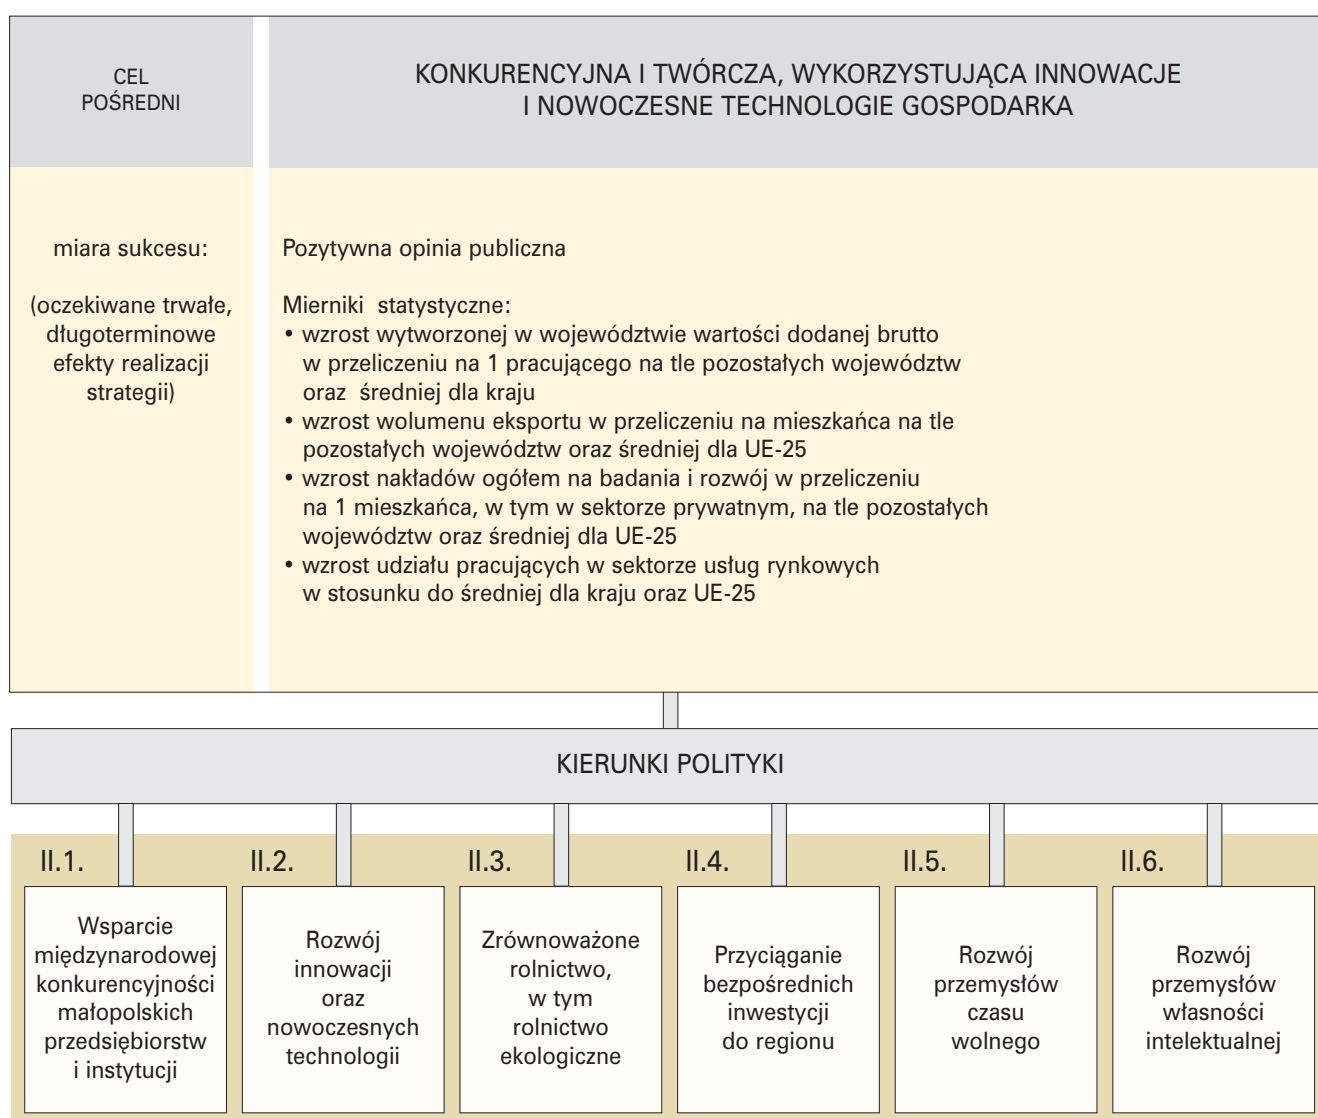 CEL
POŚREDNI
KONKURENCYJNA I TWÓRCZA, WYKORZYSTUJĄCA INNOWACJE
I NOWOCZESNE TECHNOLOGIE GOSPODARKA
miara sukcesu:
(oczekiwane trwałe,
długoterminowe
efekty realizacji
strategii)
Pozytywna opinia publiczna
Mierniki statystyczne:
• wzrost wytworzonej w województwie wartości dodanej brutto
w przeliczeniu na 1 pracującego na tle pozostałych województw
oraz średniej dla kraju
• wzrost wolumenu eksportu w przeliczeniu na mieszkańca na tle
pozostałych województw oraz średniej dla UE-25
• wzrost nakładów ogółem na badania i rozwój w przeliczeniu
na 1 mieszkańca, w tym w sektorze prywatnym, na tle pozostałych
województw oraz średniej dla UE-25
• wzrost udziału pracujących w sektorze usług rynkowych
w stosunku do średniej dla kraju oraz UE-25
KIERUNKI POLITYKI
II.1.
Wsparcie
międzynarodowej
konkurencyjności
małopolskich
przedsiębiorstw
i instytucji
II.2.
Rozwój
innowacji
oraz
nowoczesnych
technologii
II.3.
Zrównoważone
rolnictwo,
w tym
rolnictwo
ekologiczne
II.4.
Przyciąganie
bezpośrednich
inwestycji
do regionu
II.5.
Rozwój
przemysłów
czasu
wolnego
II.6.
Rozwój
przemysłów
własności
intelektualnej